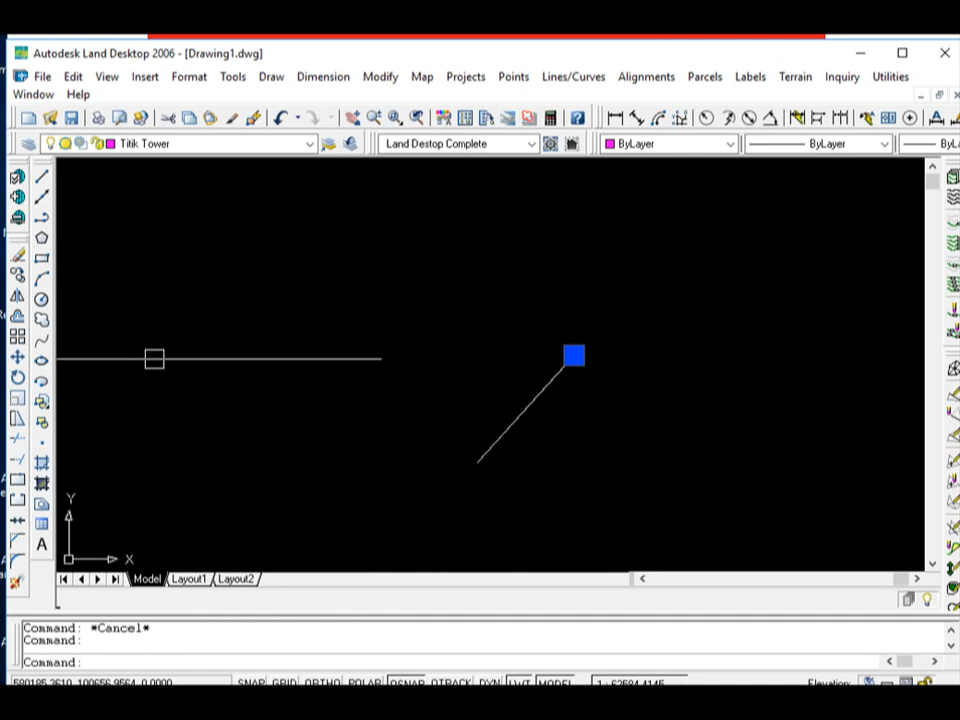 Autodesk Land Desktop 2006 - [Drawing1.dwg]
File Edit View Insert Format Tools Draw Dimension Modify Map Projects Points Lines/Curves Alignments Parcels Labels Terrain Inquiry Utilities
Window Help
Titik Tower Land Destop Complete ByLayer ByLayer ByLa
A
Y
X
Model Layout1 Layout2
Command: *Cancel*
Command:
Command:
SNAP GRID ORTHO POLAR OSNAP OTRACK DYN LWT MODEL Elevation: